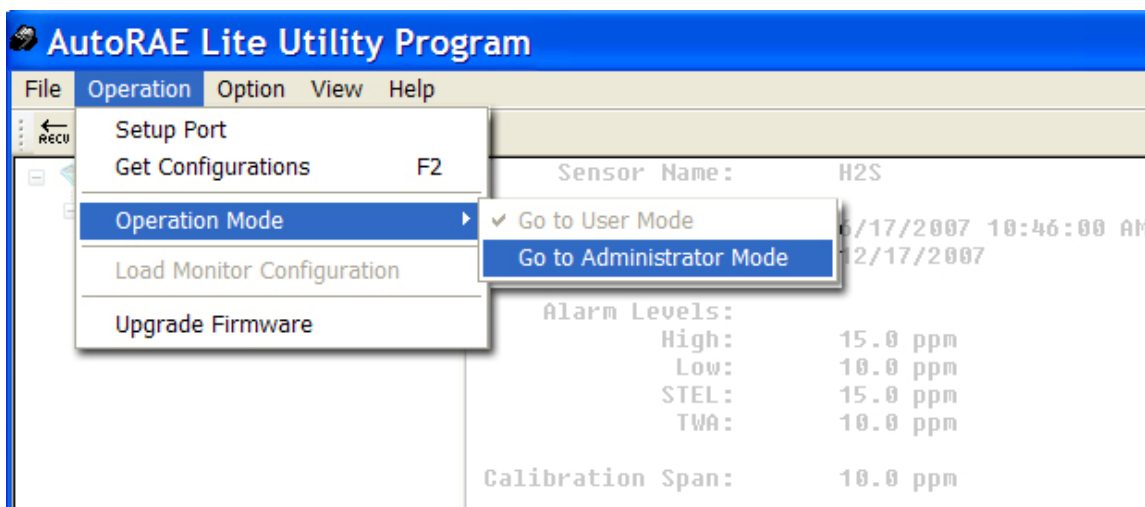 AutoRAE Lite Utility Program
File Operation Option View Help
RECV
Setup Port
Get Configurations F2
Operation Mode
Load Monitor Configuration
Upgrade Firmware
Go to User Mode
Go to Administrator Mode
Sensor Name: H2S
6/17/2007 10:46:00 AM
12/17/2007
Alarm Levels:
High: 15.0 ppm
Low: 10.0 ppm
STEL: 15.0 ppm
TWA: 10.0 ppm
Calibration Span: 10.0 ppm